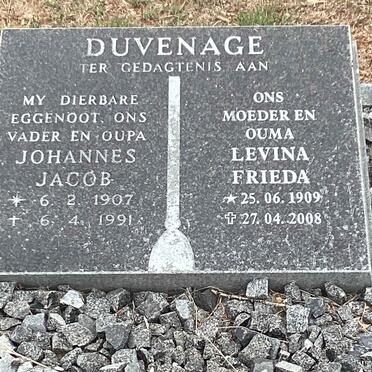 DUVENAGE
TER GEDAGTENIS AAN
MY DIERBARE
EGGENOOT, ONS
VADER EN OUPA
JOHANNES
JACOB
* 6. 2. 1907
✝ 6. 4. 1991
ONS
MOEDER EN
OUMA
LEVINA
FRIEDA
★ 25. 06. 1909
✝ 27. 04. 2008